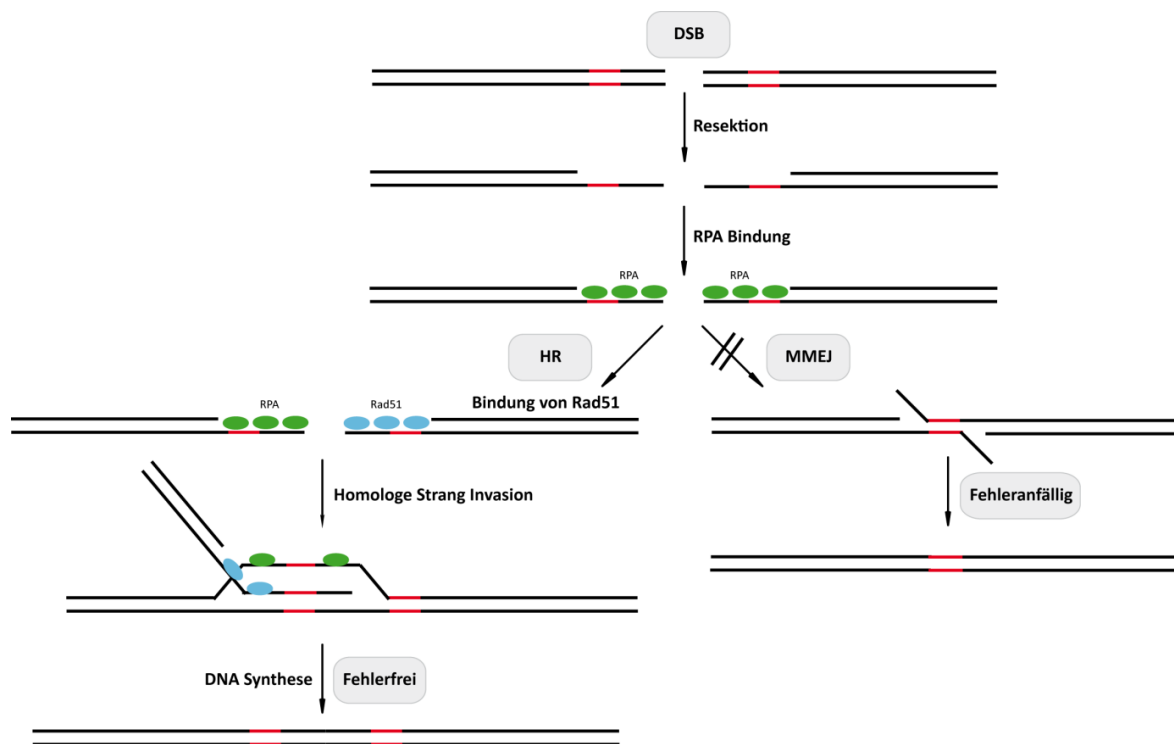 DSB
Resektion
RPA Bindung
RPA
RPA
HR
MMEJ
Bindung von Rad51
RPA
Rad51
Homologe Strang Invasion
Fehleranfällig
DNA Synthese
Fehlerfrei